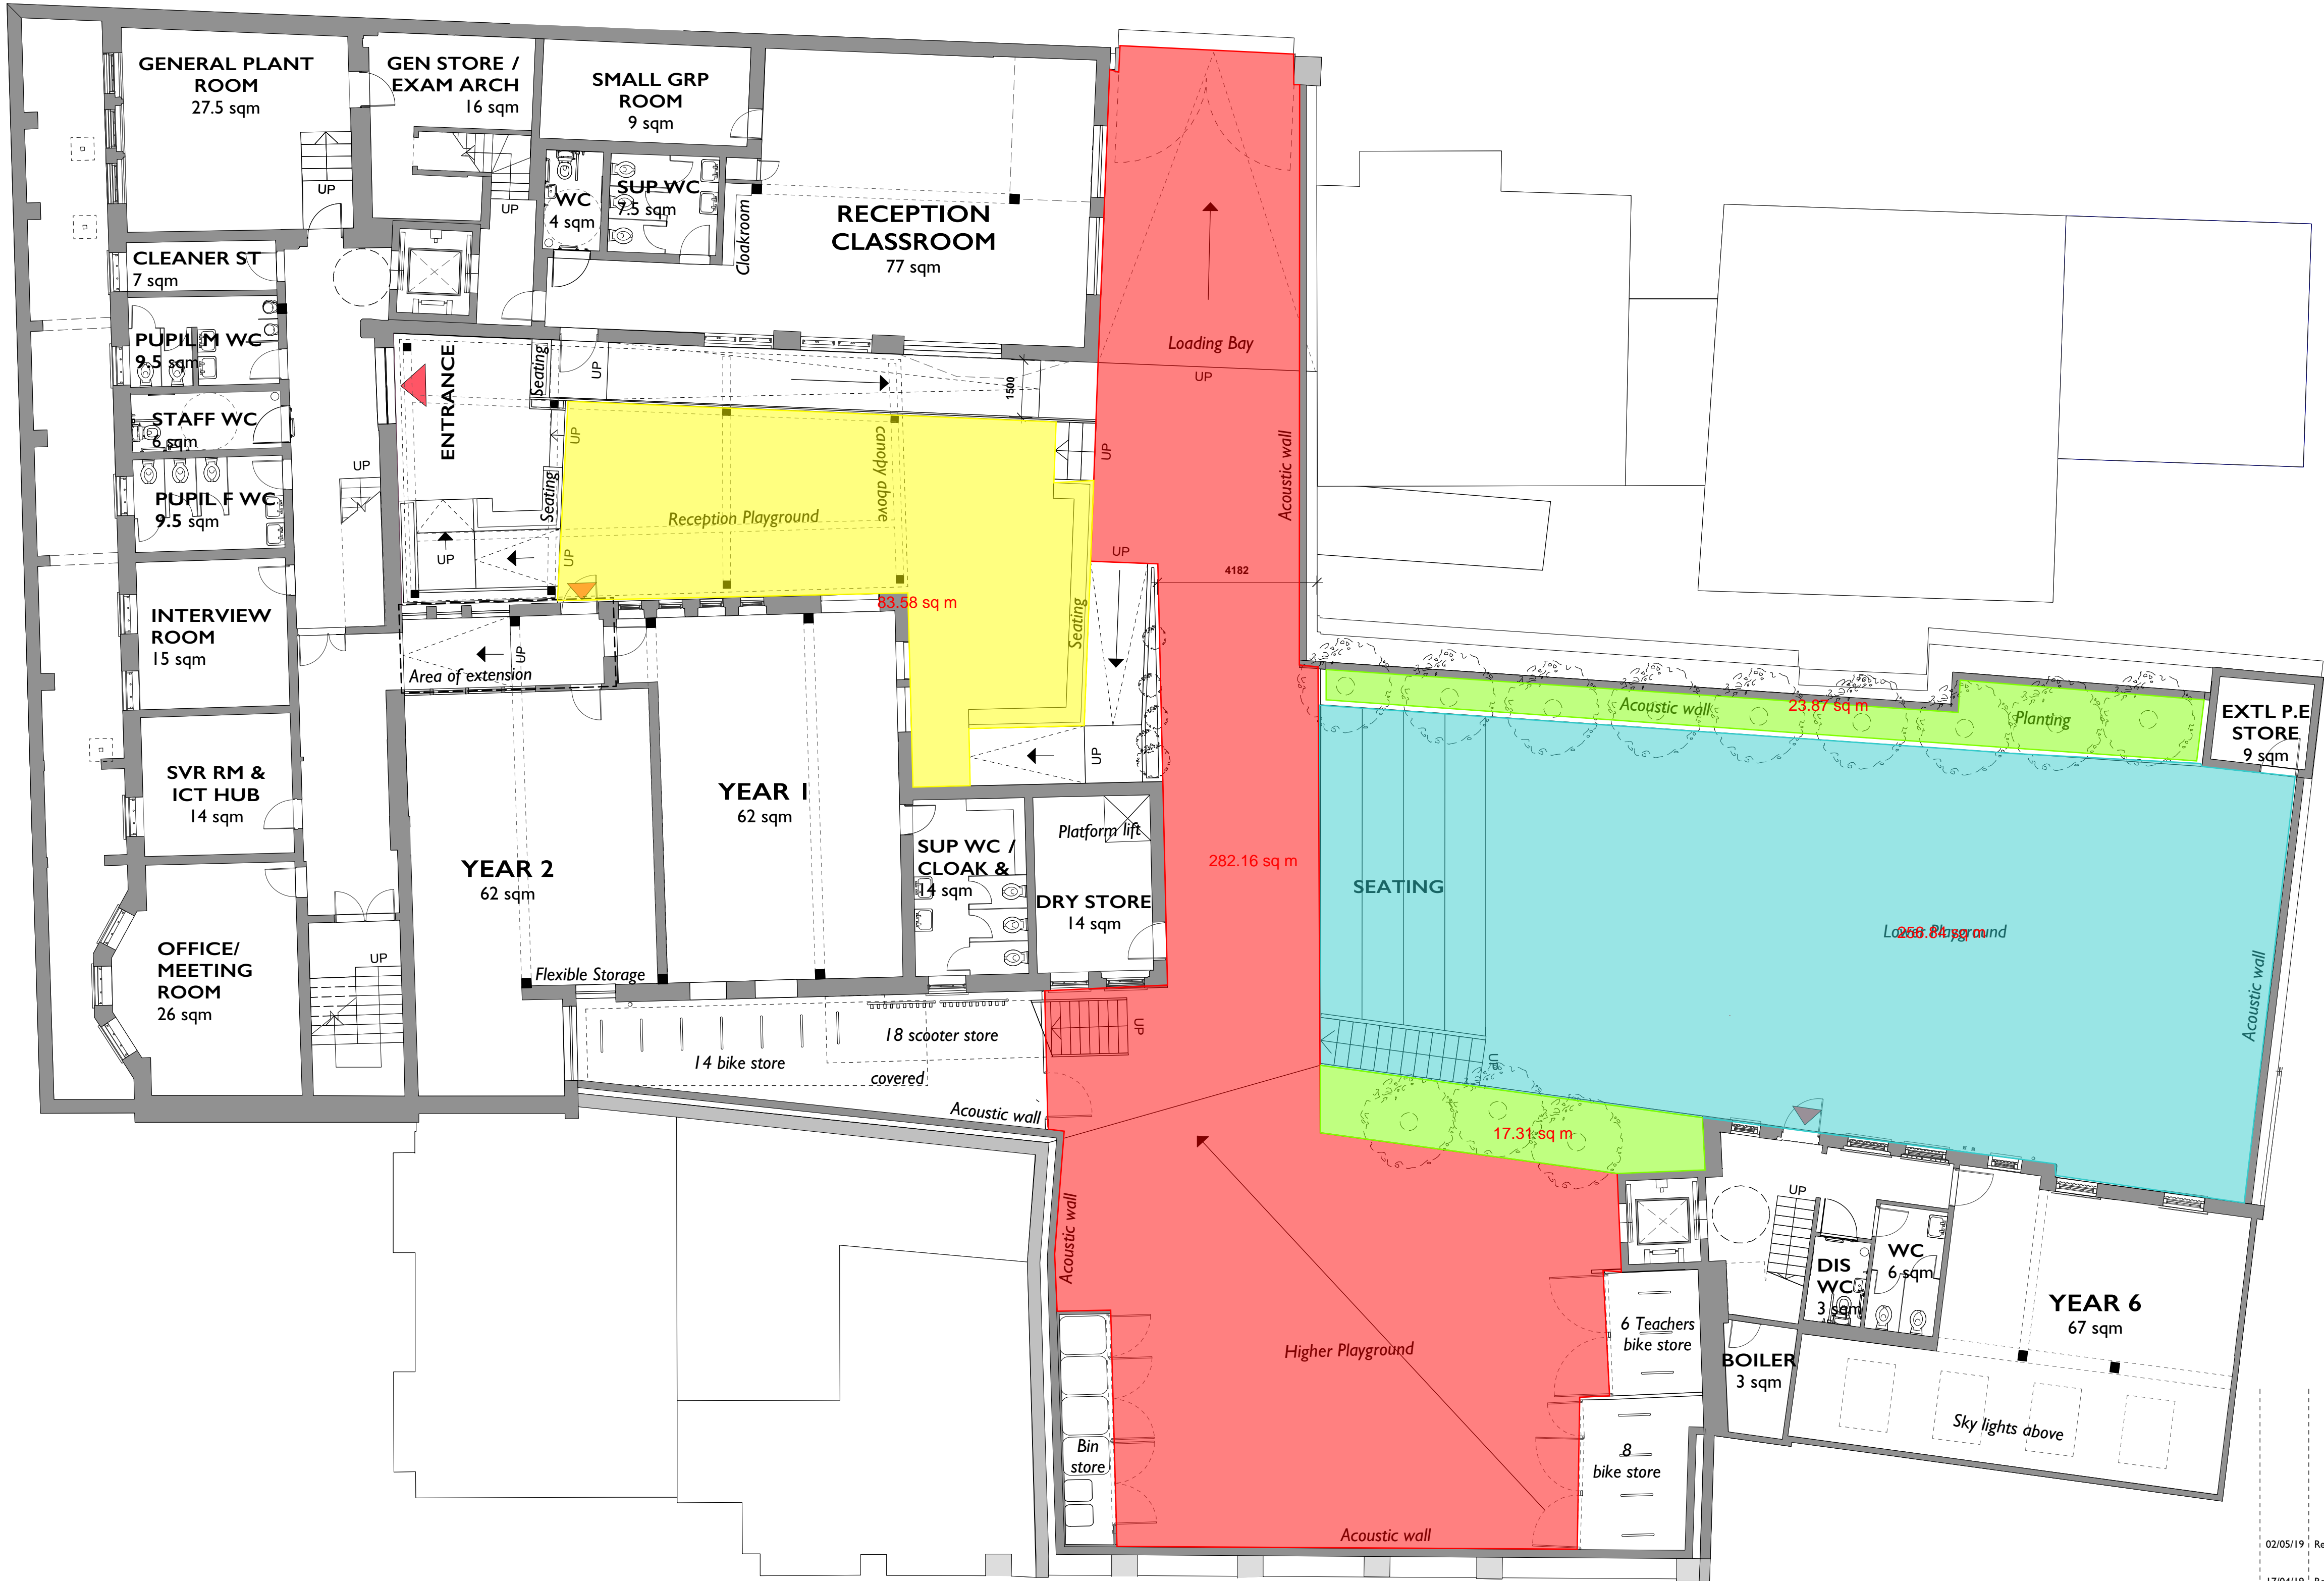 GENERAL PLANT
ROOM
27.5 sqm
UP
GEN STORE /
EXAM ARCH
16 sqm
UP
SMALL GRP
ROOM
9 sqm
WC
4 sqm
SUP WC
7.5 sqm
Cloakroom
RECEPTION
CLASSROOM
77 sqm
CLEANER ST
7 sqm
PUPIL M WC
9.5 sqm
STAFF WC
6 sqm
PUPIL F WC
9.5 sqm
UP
INTERVIEW
ROOM
15 sqm
SVR RM &
ICT HUB
14 sqm
OFFICE/
MEETING
ROOM
26 sqm
UP
ENTRANCE
Seating
UP
1500
UP
Seating
UP
UP
Reception Playground
canopy above
UP
83.58 sq m
Seating
UP
Area of extension
UP
YEAR 2
62 sqm
Flexible Storage
YEAR 1
62 sqm
SUP WC /
CLOAK &
14 sqm
Platform lift
DRY STORE
14 sqm
UP
14 bike store
18 scooter store
covered
Acoustic wall
UP
Loading Bay
UP
Acoustic wall
UP
4182
282.16 sq m
Acoustic wall
23.87 sq m
Planting
EXTL P.E
STORE
9 sqm
SEATING
Lower Playground
Acoustic wall
UP
17.31 sq m
Acoustic wall
Higher Playground
Bin
store
Acoustic wall
6 Teachers
bike store
8
bike store
UP
DIS
WC
3 sqm
WC
6 sqm
BOILER
3 sqm
YEAR 6
67 sqm
Sky lights above
02/05/19